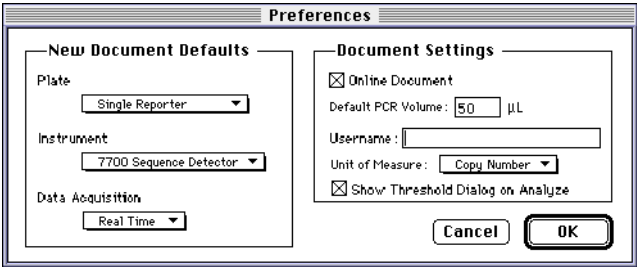 Preferences
New Document Defaults
Plate
Single Reporter
Instrument
7700 Sequence Detector
Data Acquisition
Real Time
Document Settings
Online Document
Default PCR Volume: 50 µL
Username:
Unit of Measure: Copy Number
Show Threshold Dialog on Analyze
Cancel OK